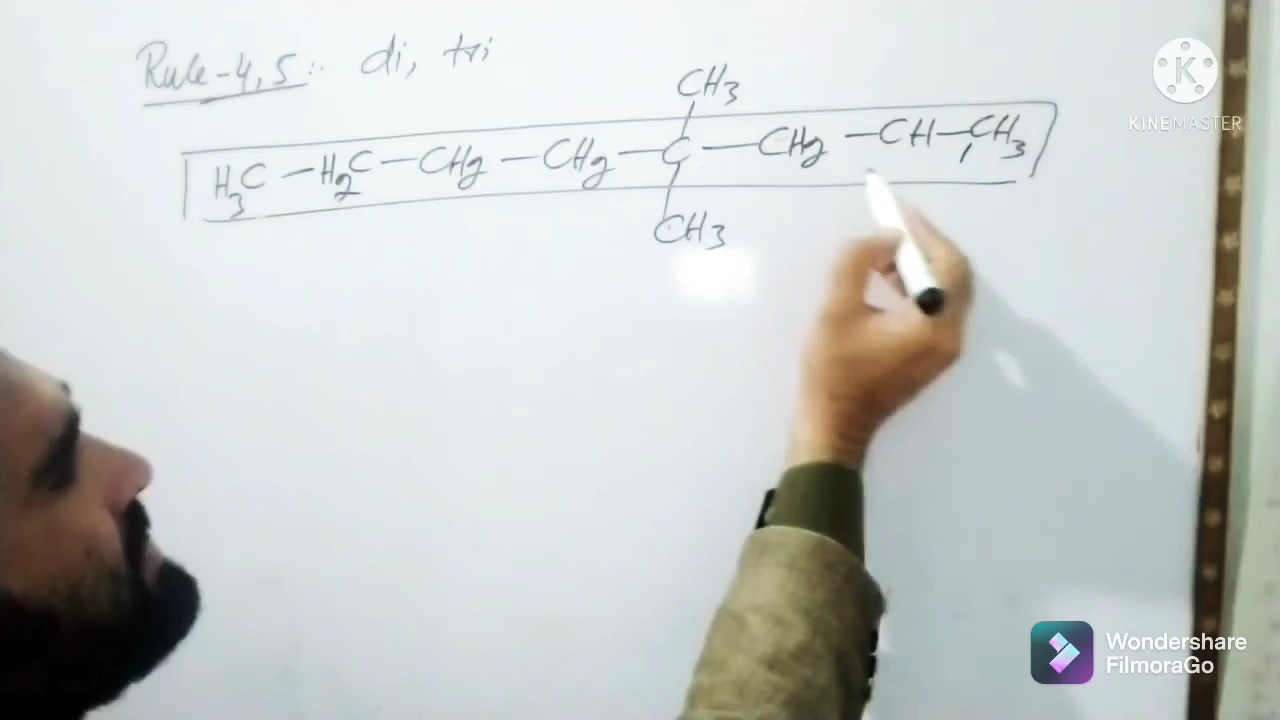 Rule-4,5:. di, tri
CH3
H3C-H2C-CH2-CH2-C-CH2-CH-CH3
CH3
K
KINEMASTER
Wondershare
FilmoraGo